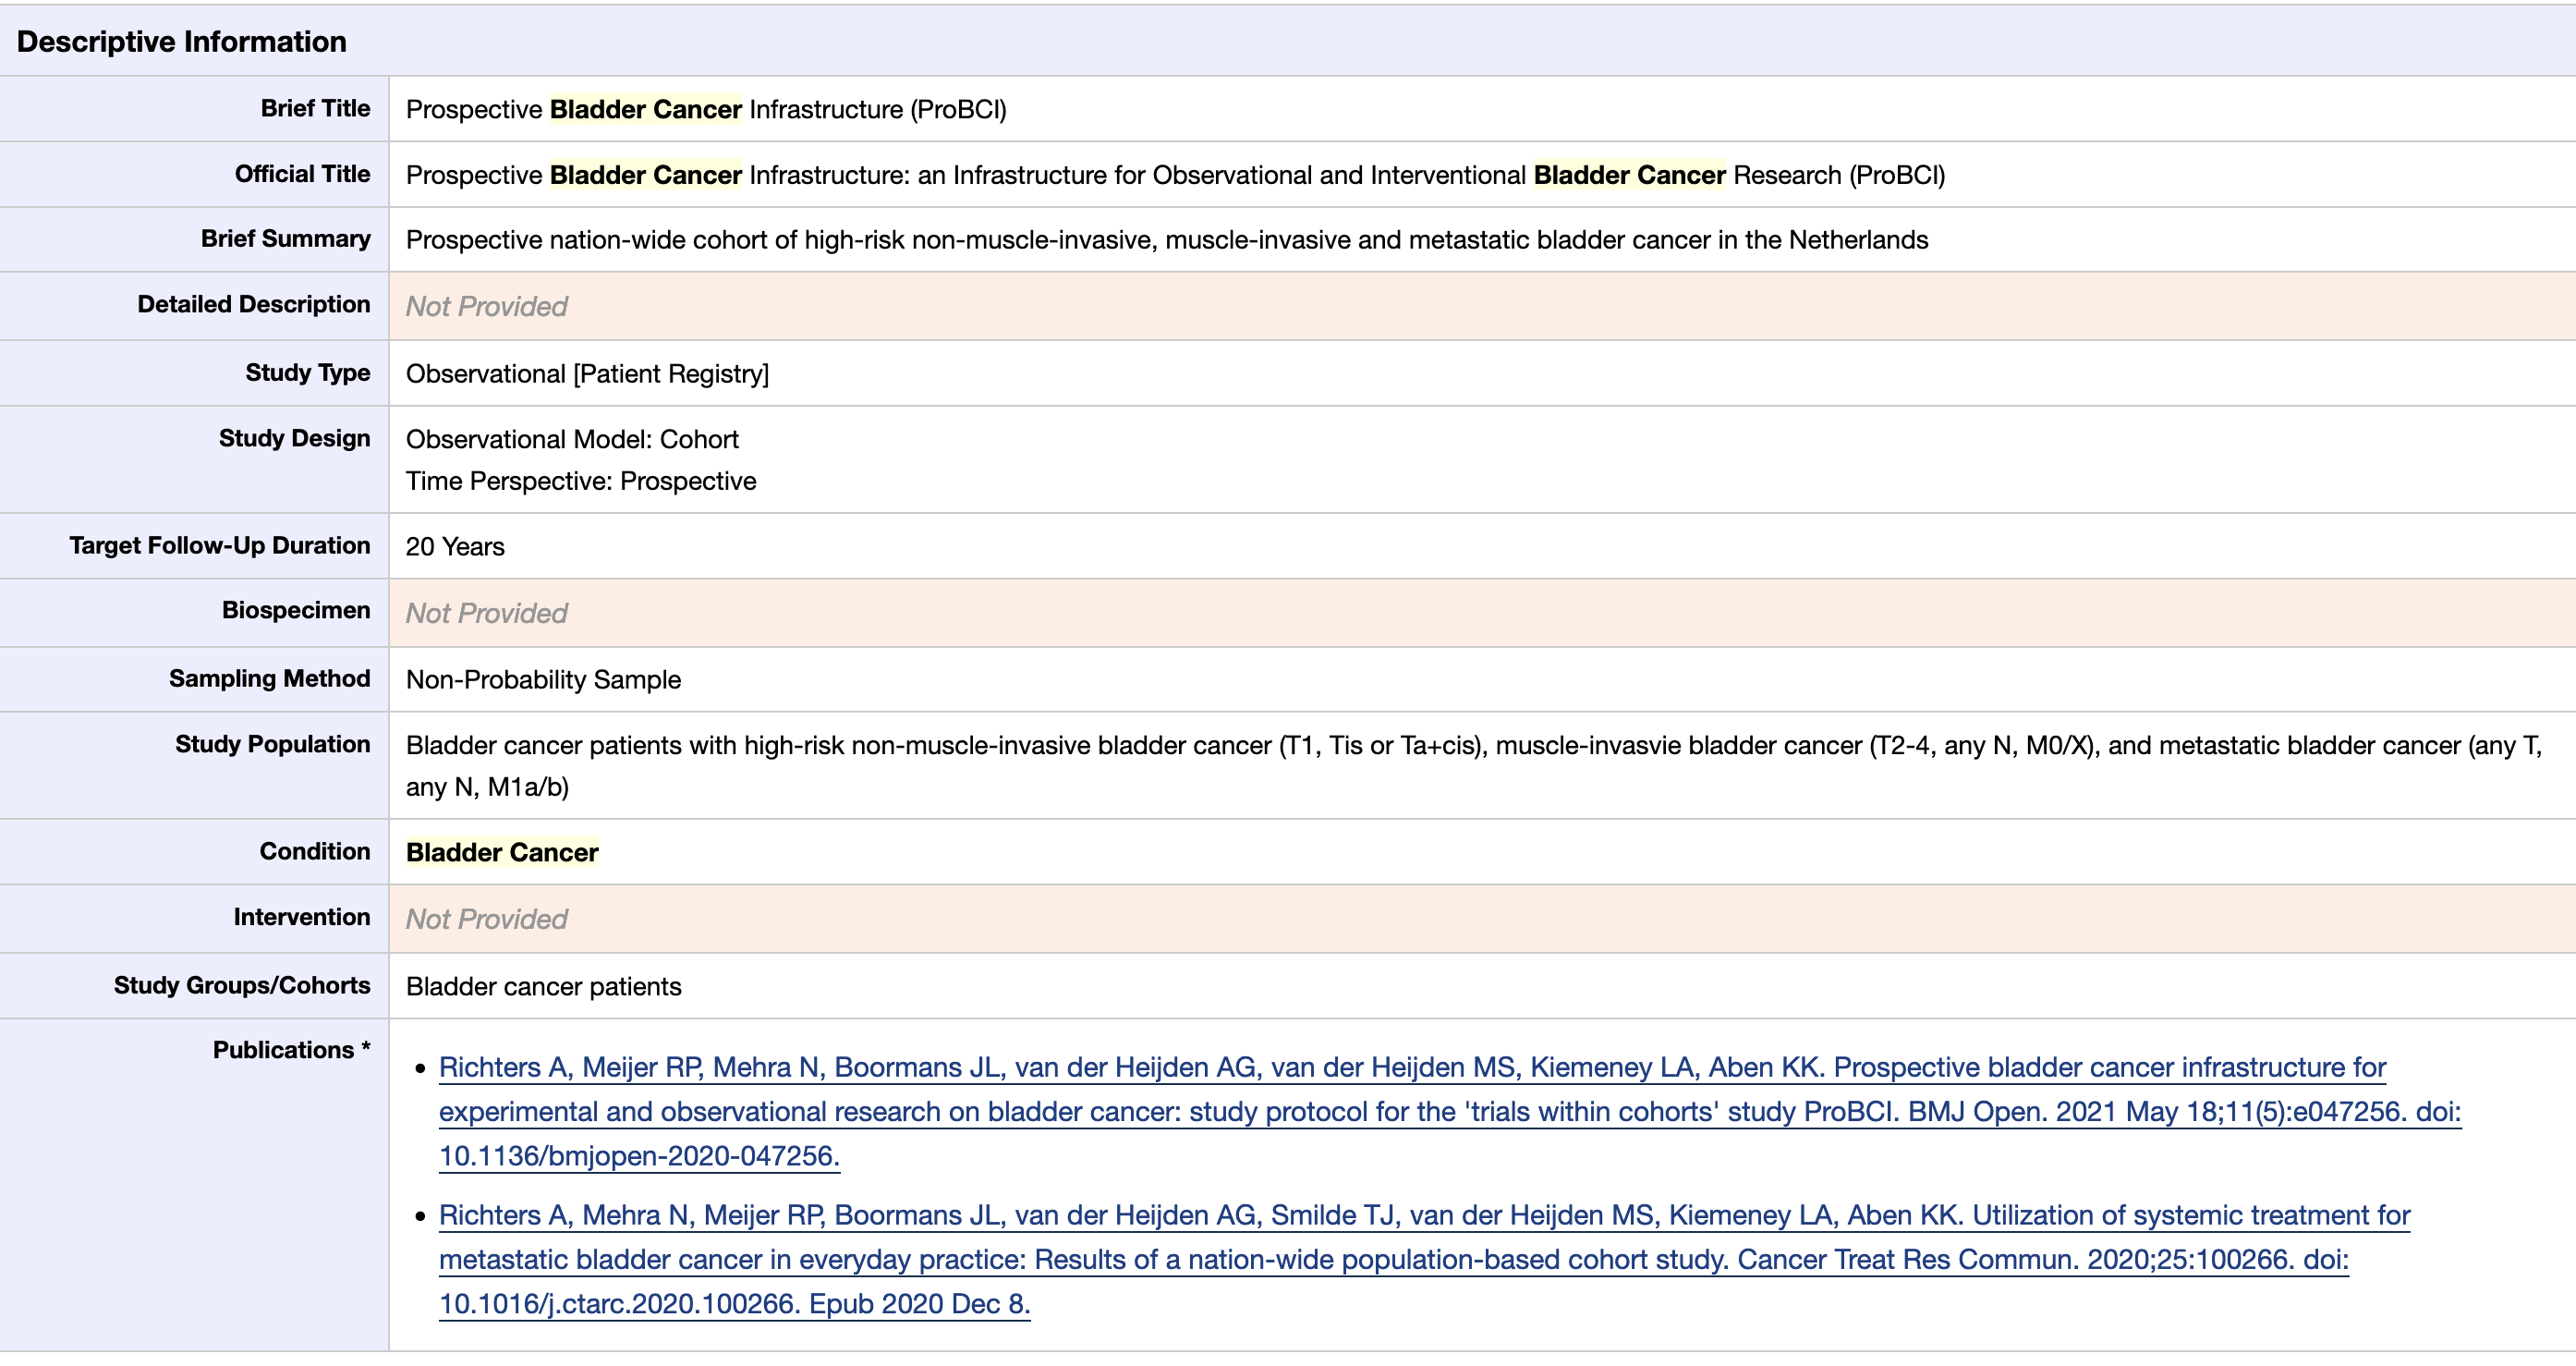 Descriptive Information
Brief Title Prospective Bladder Cancer Infrastructure (ProBCI)
Official Title Prospective Bladder Cancer Infrastructure: an Infrastructure for Observational and Interventional Bladder Cancer Research (ProBCI)
Brief Summary Prospective nation-wide cohort of high-risk non-muscle-invasive, muscle-invasive and metastatic bladder cancer in the Netherlands
Detailed Description Not Provided
Study Type Observational [Patient Registry]
Study Design Observational Model: Cohort
Time Perspective: Prospective
Target Follow-Up Duration 20 Years
Biospecimen Not Provided
Sampling Method Non-Probability Sample
Study Population Bladder cancer patients with high-risk non-muscle-invasive bladder cancer (T1, Tis or Ta+cis), muscle-invasvie bladder cancer (T2-4, any N, M0/X), and metastatic bladder cancer (any T,
any N, M1a/b)
Condition Bladder Cancer
Intervention Not Provided
Study Groups/Cohorts Bladder cancer patients
Publications *
• Richters A, Meijer RP, Mehra N, Boormans JL, van der Heijden AG, van der Heijden MS, Kiemeney LA, Aben KK. Prospective bladder cancer infrastructure for
experimental and observational research on bladder cancer: study protocol for the 'trials within cohorts' study ProBCI. BMJ Open. 2021 May 18;11(5):e047256. doi:
10.1136/bmjopen-2020-047256.
• Richters A, Mehra N, Meijer RP, Boormans JL, van der Heijden AG, Smilde TJ, van der Heijden MS, Kiemeney LA, Aben KK. Utilization of systemic treatment for
metastatic bladder cancer in everyday practice: Results of a nation-wide population-based cohort study. Cancer Treat Res Commun. 2020;25:100266. doi:
10.1016/j.ctarc.2020.100266. Epub 2020 Dec 8.